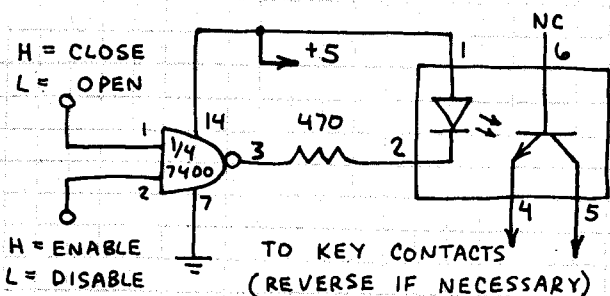 H = CLOSE
L = OPEN
+5
1
NC
6
14
470
1
1/4
7400
3
2
2
7
4
5
H = ENABLE
L = DISABLE
TO KEY CONTACTS
(REVERSE IF NECESSARY)